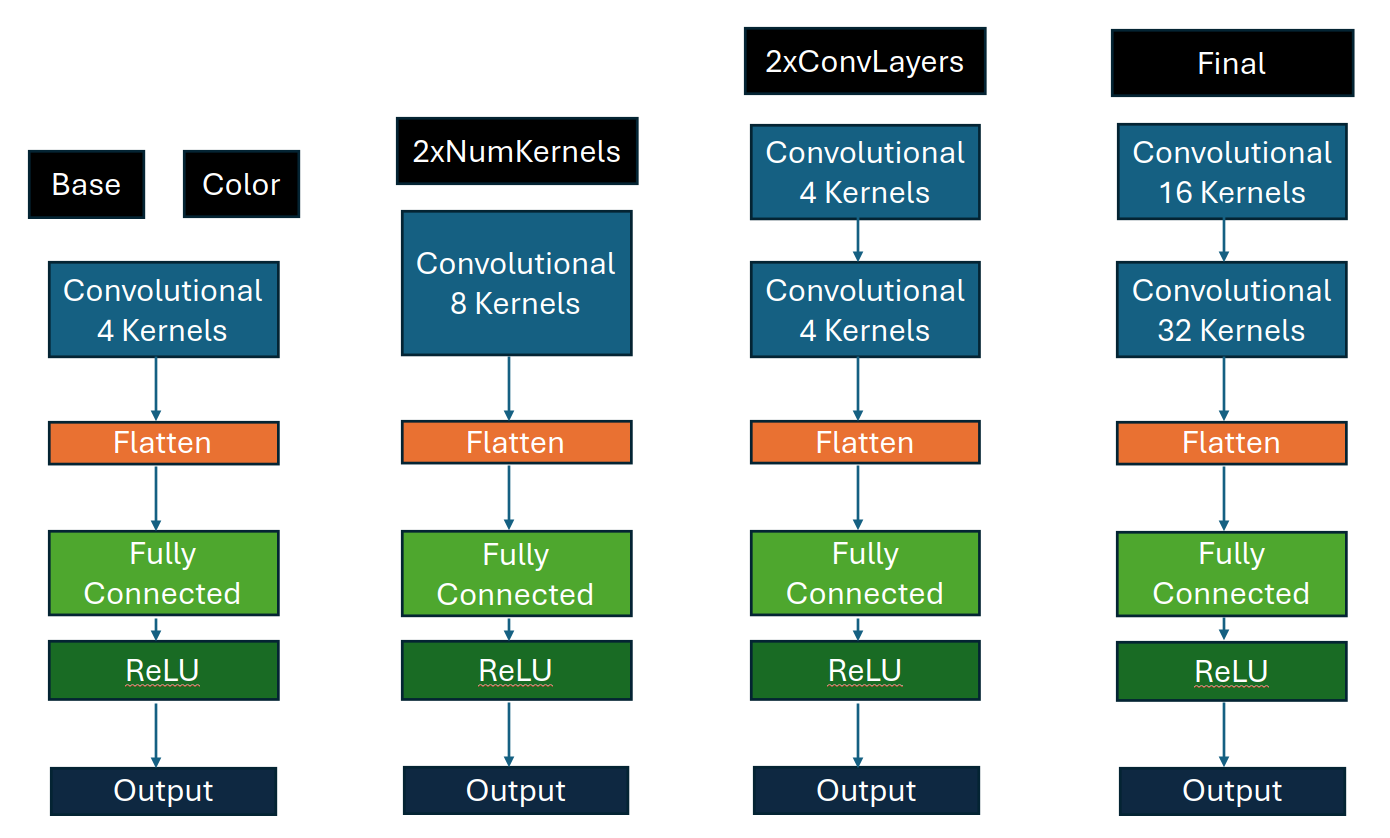 Base
Color
Convolutional
4 Kernels
Flatten
Fully
Connected
ReLU
Output
2xNumKernels
Convolutional
8 Kernels
Flatten
Fully
Connected
ReLU
Output
2xConvLayers
Convolutional
4 Kernels
Convolutional
4 Kernels
Flatten
Fully
Connected
ReLU
Output
Final
Convolutional
16 Kernels
Convolutional
32 Kernels
Flatten
Fully
Connected
ReLU
Output